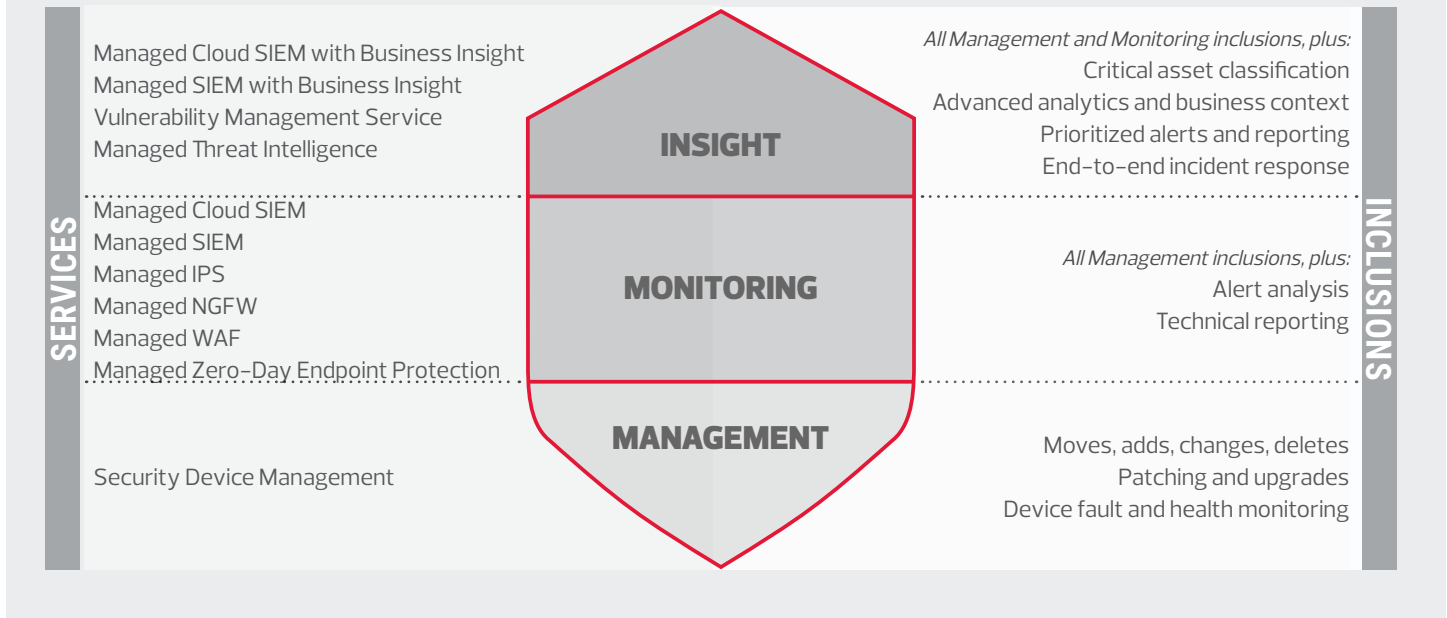 SERVICES
Managed Cloud SIEM with Business Insight
Managed SIEM with Business Insight
Vulnerability Management Service
Managed Threat Intelligence
INSIGHT
All Management and Monitoring inclusions, plus:
Critical asset classification
Advanced analytics and business context
Prioritized alerts and reporting
End-to-end incident response
Managed Cloud SIEM
Managed SIEM
Managed IPS
Managed NGFW
Managed WAF
Managed Zero-Day Endpoint Protection
MONITORING
All Management inclusions, plus:
Alert analysis
Technical reporting
Security Device Management
MANAGEMENT
Moves, adds, changes, deletes
Patching and upgrades
Device fault and health monitoring
INCLUSIONS